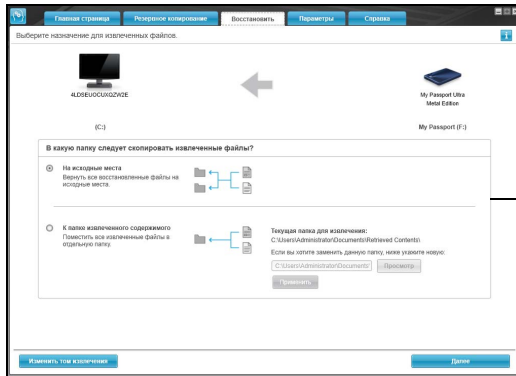 Главная страница
Резервное копирование
Восстановить
Параметры
Справка
Выберите назначение для извлеченных файлов.
4LDSEUOCUXQZW2E
(C:)
My Passport Ultra
Metal Edition
My Passport (F:)
В какую папку следует скопировать извлеченные файлы?
На исходные места
Вернуть все восстановленные файлы на
исходные места.
К папке извлеченного содержимого
Поместить все извлеченные файлы в
отдельную папку.
Текущая папка для извлечения:
C:\Users\Administrator\Documents\Retrieved Contents\
Если вы хотите заменить данную папку, ниже укажите новую:
C:\Users\Administrator\Documents\
Просмотр
Применить
Изменить том извлечения
Далее